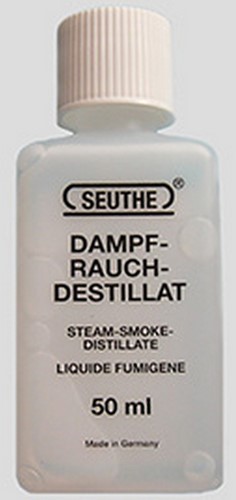 SEUTHE®
DAMPF-
RAUCH-
DESTILLAT
STEAM-SMOKE-
DISTILLATE
LIQUIDE FUMIGENE
50 ml
Made in Germany